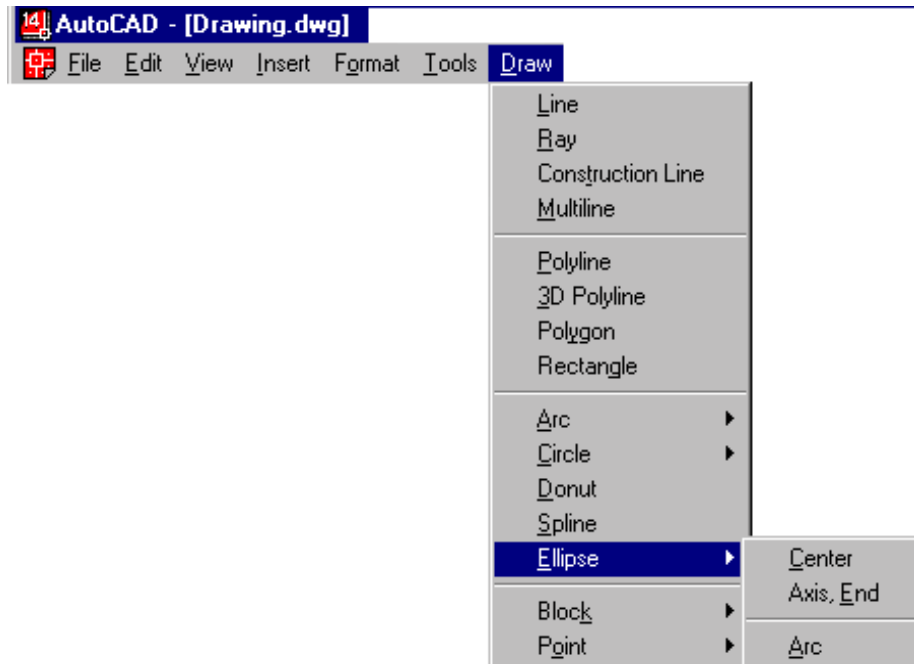 14 AutoCAD - [Drawing.dwg]
File Edit View Insert Format Tools Draw
Line
Ray
Construction Line
Multiline
Polyline
3D Polyline
Polygon
Rectangle
Arc
Circle
Donut
Spline
Ellipse
Center
Axis, End
Block
Point
Arc